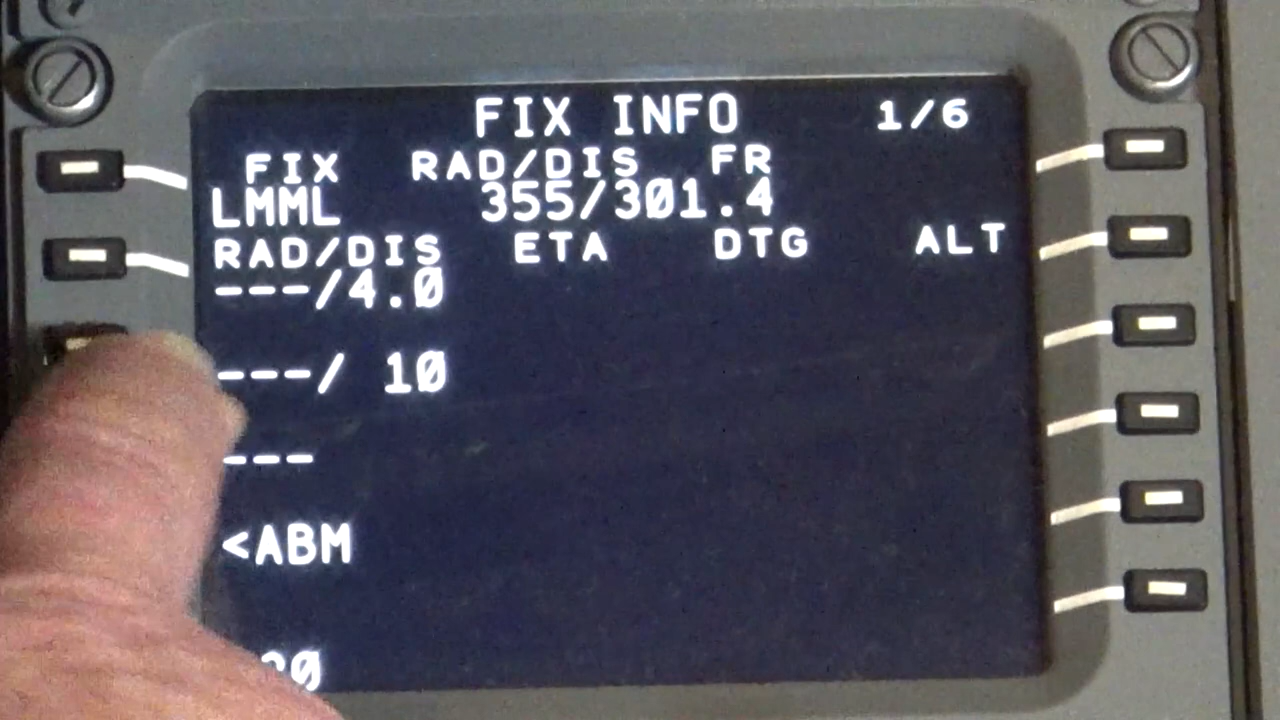 FIX INFO 1/6
FIX RAD/DIS FR
LMML 355/301.4
RAD/DIS ETA DTG ALT
---/4.0
---/ 10
---
<ABM